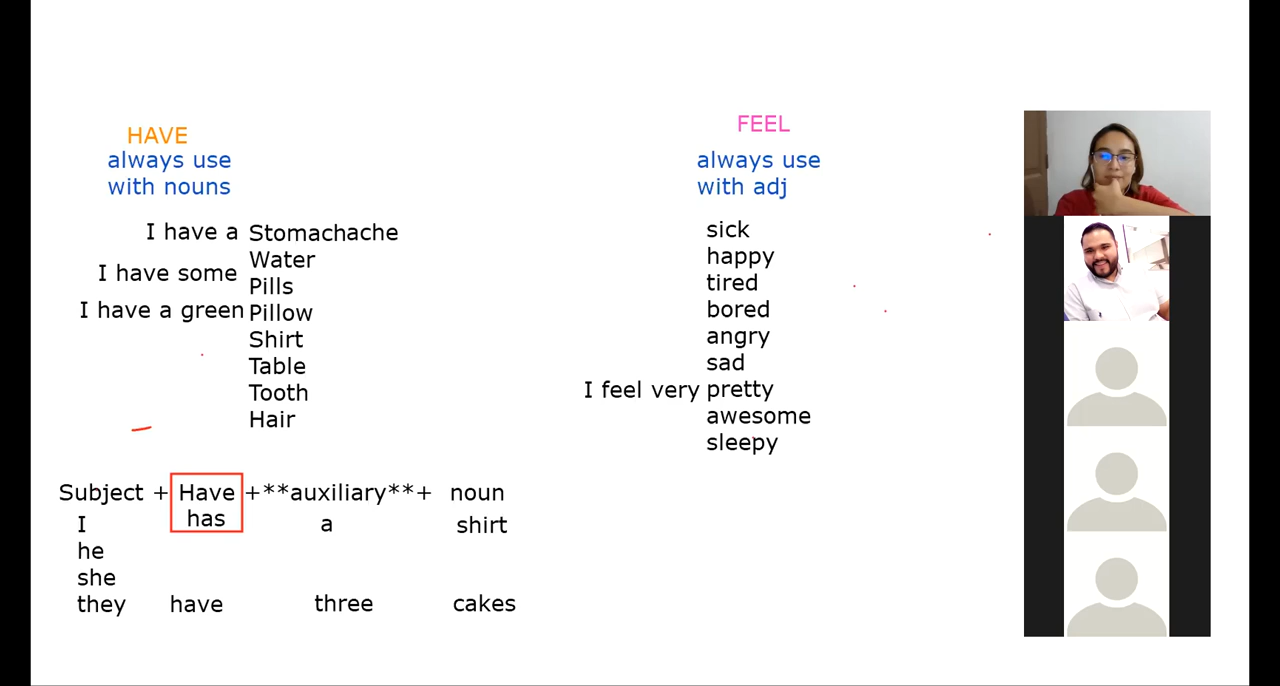 HAVE
always use
with nouns
I have a Stomachache
Water
I have some
Pills
I have a green Pillow
Shirt
Table
Tooth
Hair
FEEL
always use
with adj
sick
happy
tired
bored
angry
sad
I feel very pretty
awesome
sleepy
Subject + Have +**auxiliary**+ noun
has
I a shirt
he
she
they have three cakes